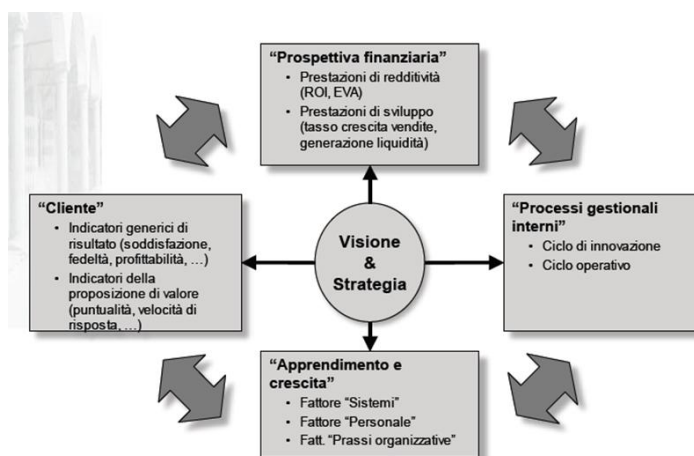 “Prospettiva finanziaria”
• Prestazioni di redditività
(ROI, EVA)
• Prestazioni di sviluppo
(tasso crescita vendite,
generazione liquidità)
“Cliente”
• Indicatori generici di
risultato (soddisfazione,
fedeltà, profittabilità, …)
• Indicatori della
proposizione di valore
(puntualità, velocità di
risposta, …)
Visione
&
Strategia
“Processi gestionali
interni”
• Ciclo di innovazione
• Ciclo operativo
“Apprendimento e
crescita”
• Fattore “Sistemi”
• Fattore “Personale”
• Fatt. “Prassi organizzative”